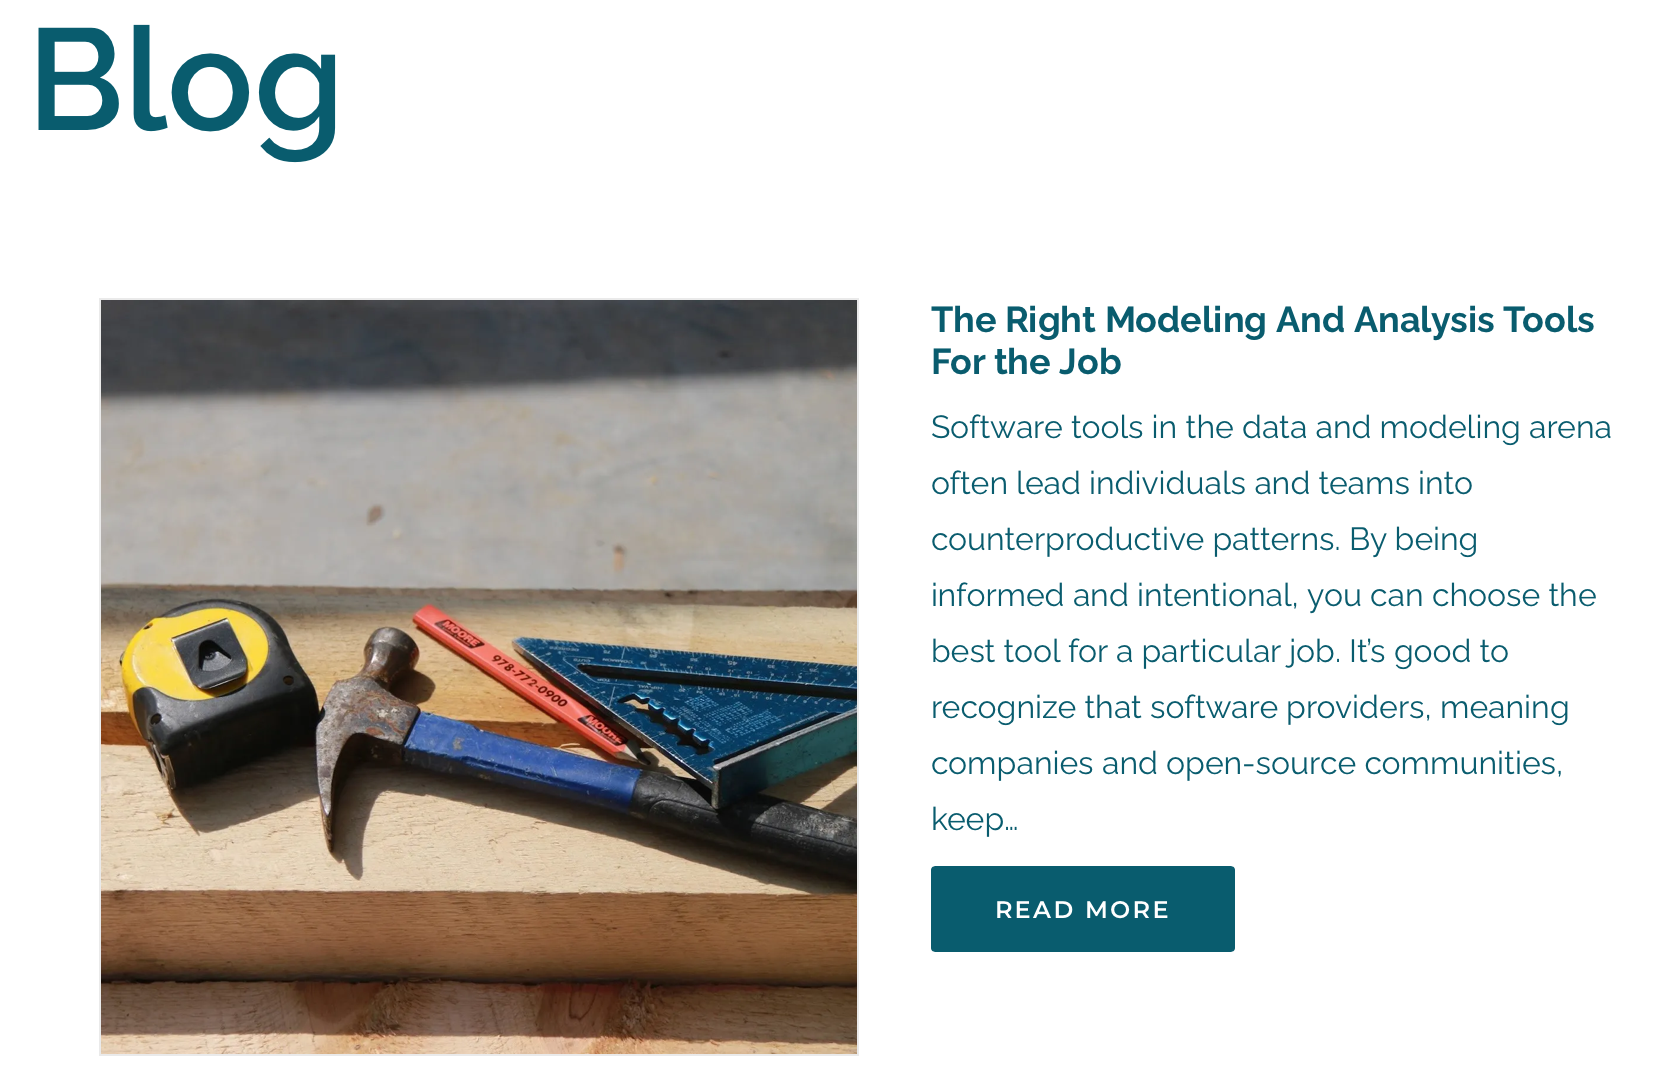 Blog
The Right Modeling And Analysis Tools
For the Job
Software tools in the data and modeling arena
often lead individuals and teams into
counterproductive patterns. By being
informed and intentional, you can choose the
best tool for a particular job. It’s good to
recognize that software providers, meaning
companies and open-source communities,
keep...
READ MORE
MOORE
978-772-0900
MOORE